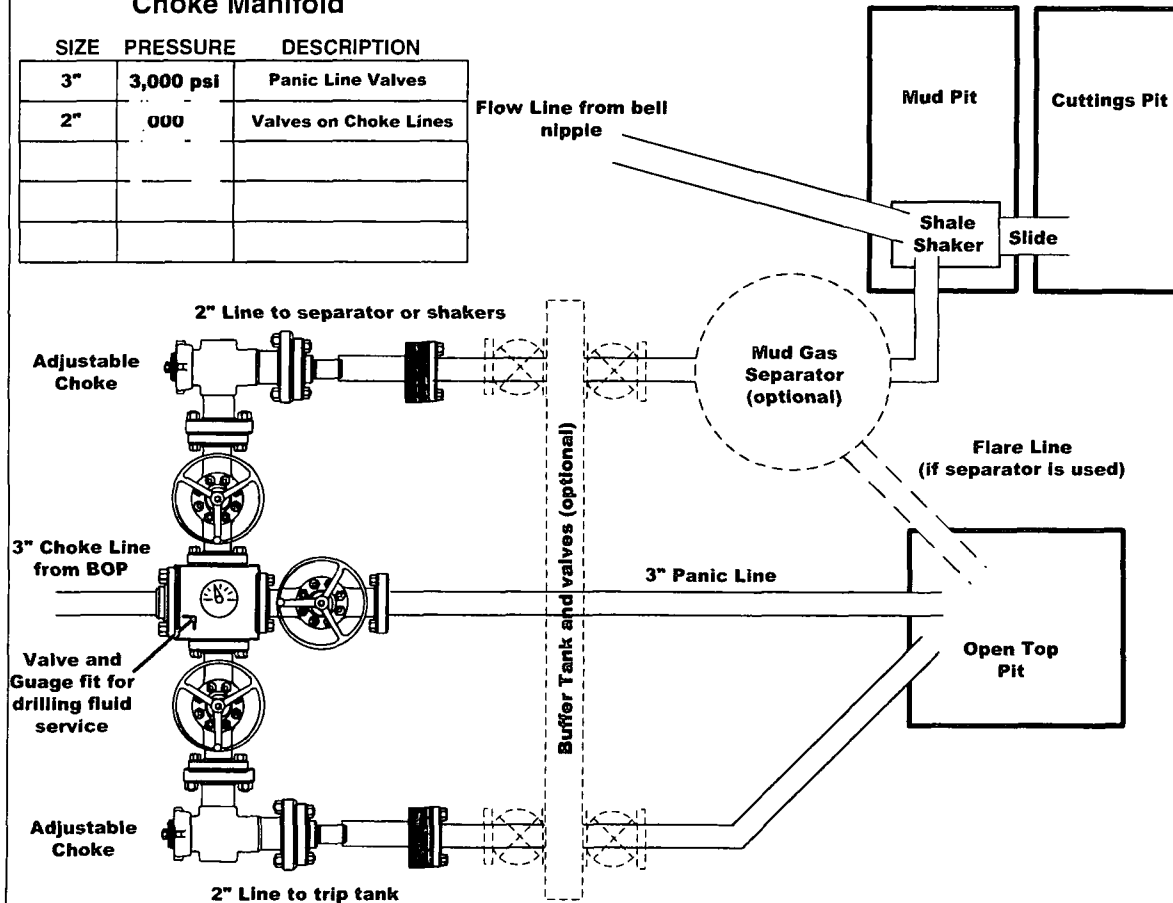 Choke Manifold
SIZE PRESSURE DESCRIPTION
3" 3,000 psi Panic Line Valves
2" 000 Valves on Choke Lines
Flow Line from bell
nipple
Mud Pit
Cuttings Pit
Shale
Shaker
Slide
2" Line to separator or shakers
Adjustable
Choke
Mud Gas
Separator
(optional)
Flare Line
(if separator is used)
Buffer Tank and valves (optional)
3" Choke Line
from BOP
3" Panic Line
Valve and
Guage fit for
drilling fluid
service
Open Top
Pit
Adjustable
Choke
2" Line to trip tank